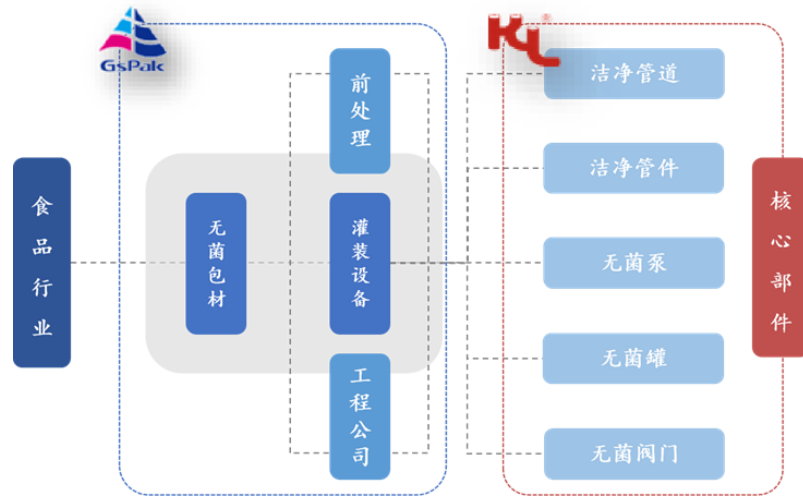 GsPak
KL®
食品行业
无菌包材
前处理
灌装设备
工程公司
洁净管道
洁净管件
无菌泵
无菌罐
无菌阀门
核心部件